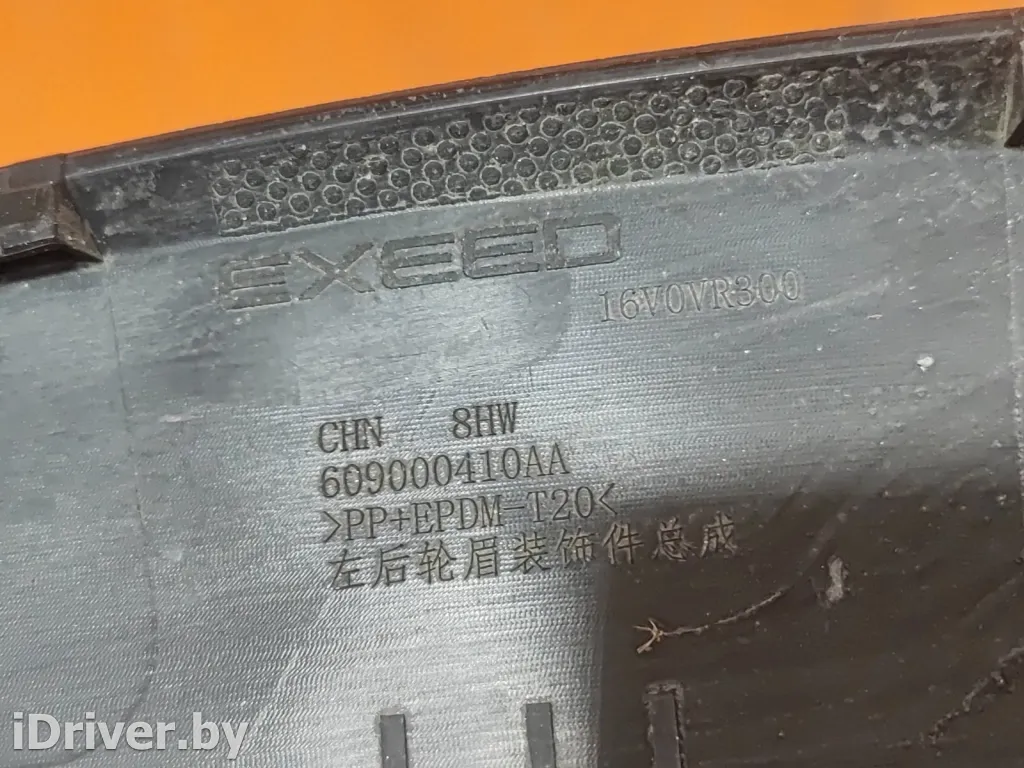 EXEED
16V0VR300
CHN 8HW
609000410AA
>PP+EPDM-T20<
左后轮眉装饰件总成
iDriver.by